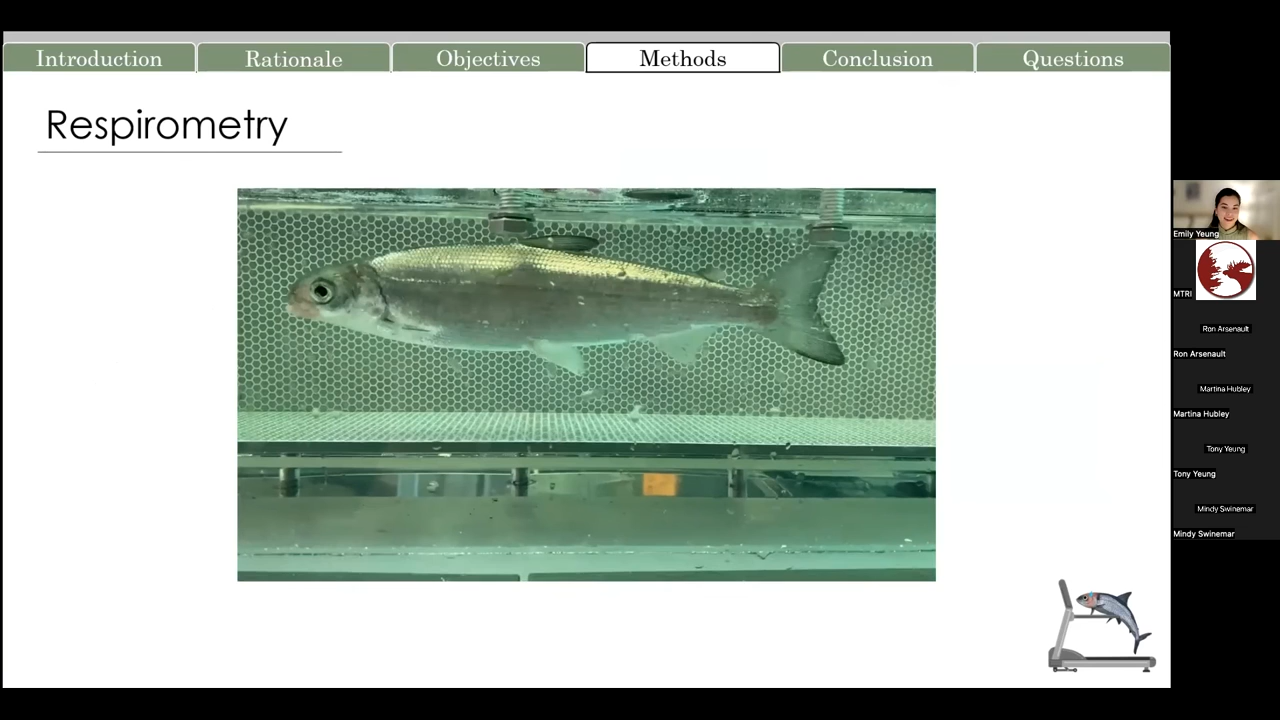 Introduction
Rationale
Objectives
Methods
Conclusion
Questions
Respirometry
Emily Yeung
MTRI
Ron Arsenault
Ron Arsenault
Martina Hubley
Martina Hubley
Tony Yeung
Tony Yeung
Mindy Swinemar
Mindy Swinemar